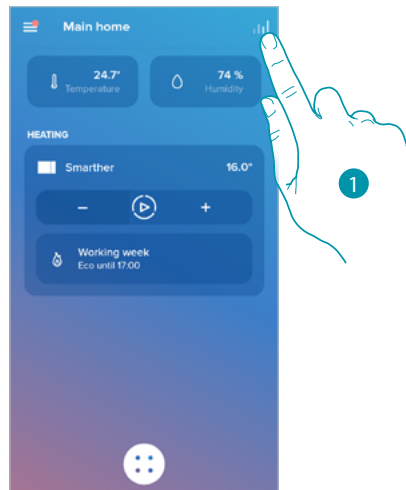 Main home
24.7°
Temperature
74 %
Humidity
HEATING
Smarther
16.0°
− +
Working week
Eco until 17:00
1